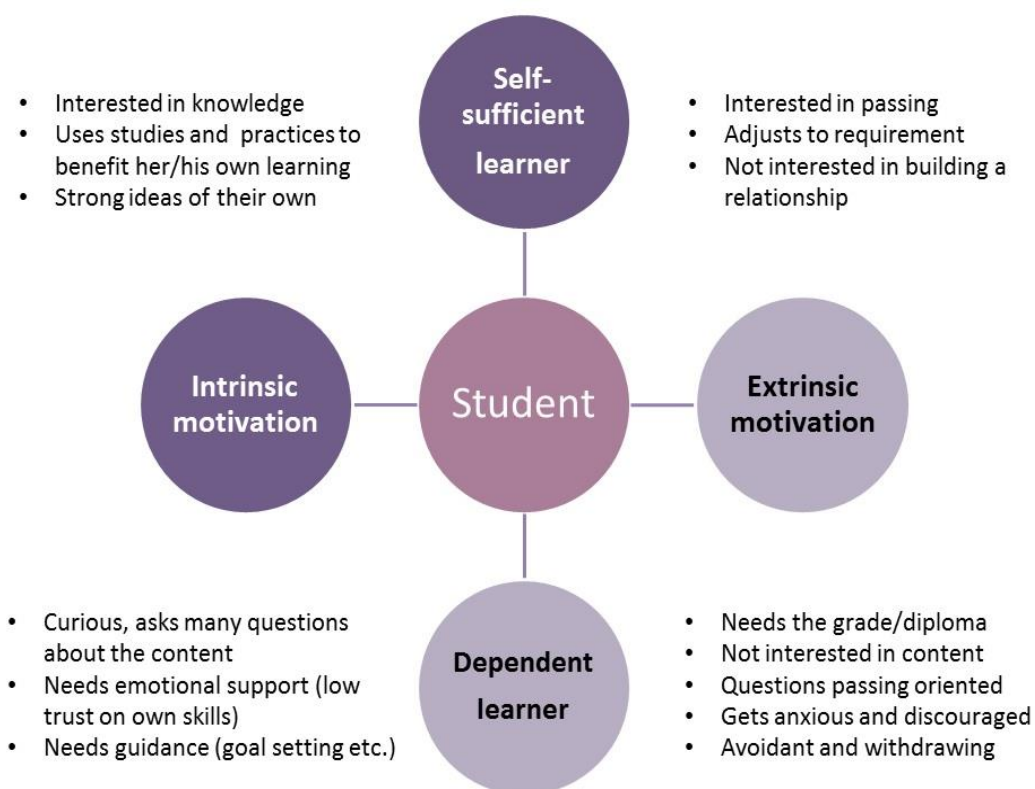 Self-
sufficient
learner
• Interested in knowledge
• Uses studies and practices to
benefit her/his own learning
• Strong ideas of their own
• Interested in passing
• Adjusts to requirement
• Not interested in building a
relationship
Intrinsic
motivation
Student
Extrinsic
motivation
• Curious, asks many questions
about the content
• Needs emotional support (low
trust on own skills)
• Needs guidance (goal setting etc.)
Dependent
learner
• Needs the grade/diploma
• Not interested in content
• Questions passing oriented
• Gets anxious and discouraged
• Avoidant and withdrawing